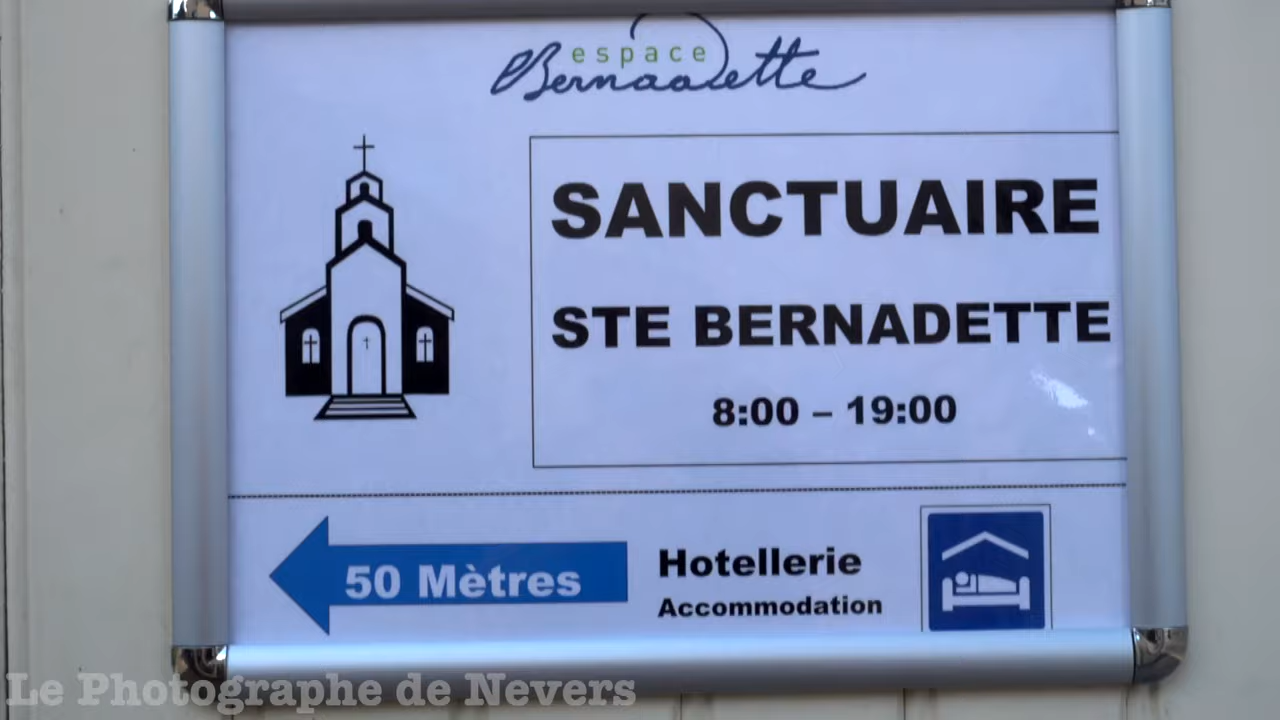 espace
Bernadette
SANCTUAIRE
STE BERNADETTE
8:00 – 19:00
50 Mètres
Hotellerie
Accommodation
Le Photographe de Nevers